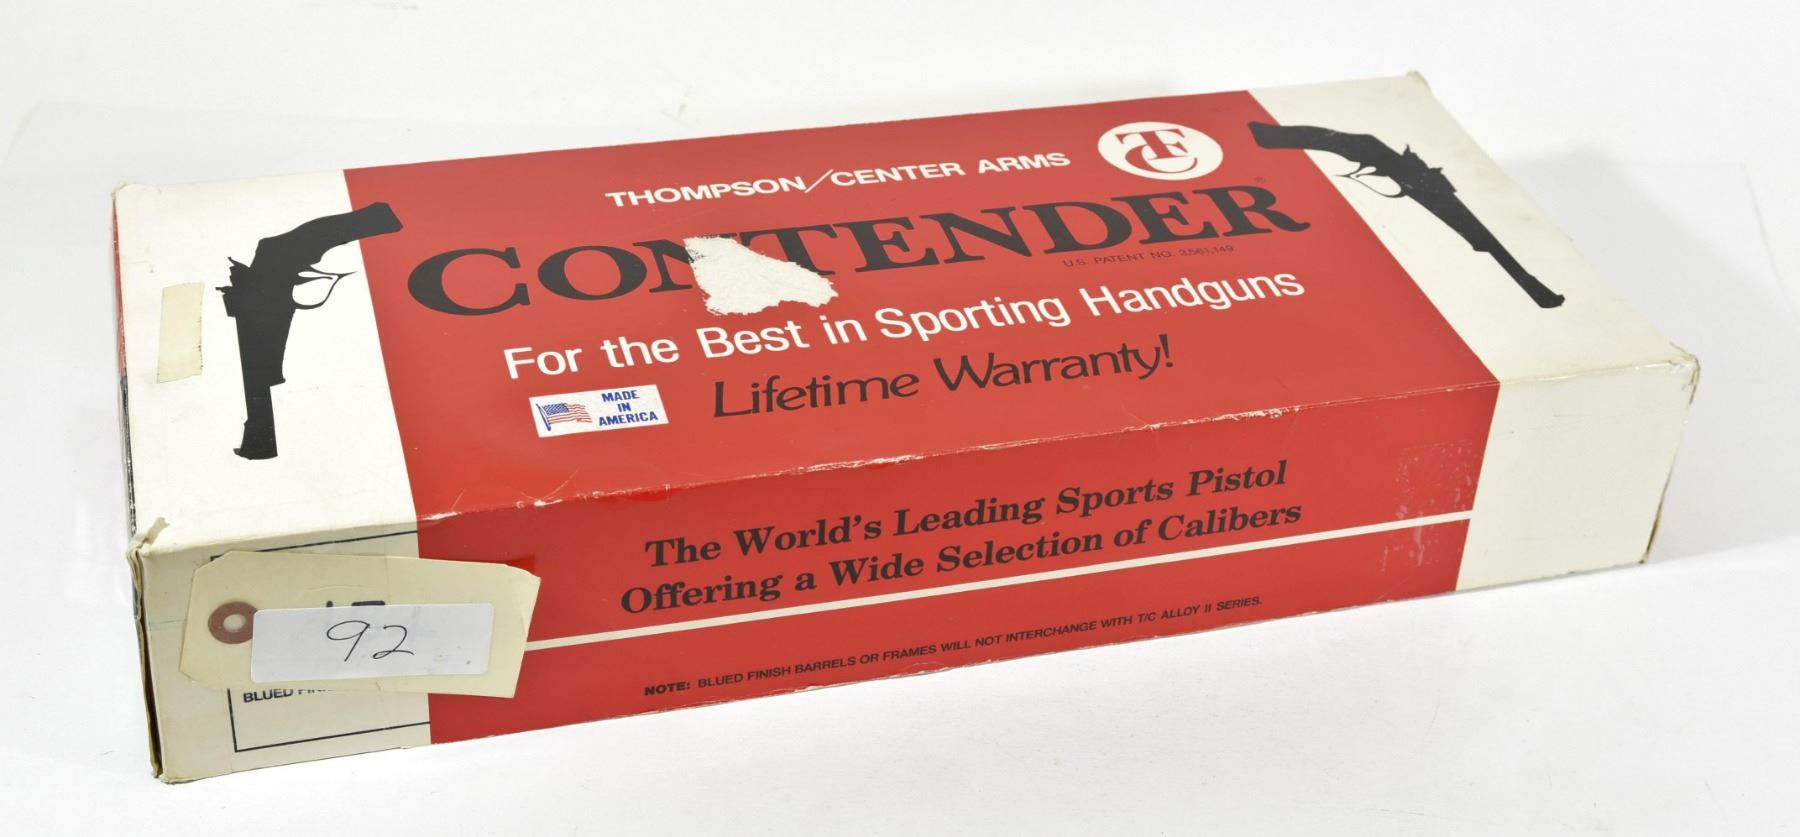 THOMPSON/CENTER ARMS
TC
CONTENDER®
U.S. PATENT NO. 3,561,149
For the Best in Sporting Handguns
MADE
IN
AMERICA
Lifetime Warranty!
The World's Leading Sports Pistol
Offering a Wide Selection of Calibers
NOTE: BLUED FINISH BARRELS OR FRAMES WILL NOT INTERCHANGE WITH T/C ALLOY II SERIES.
92
BLUED